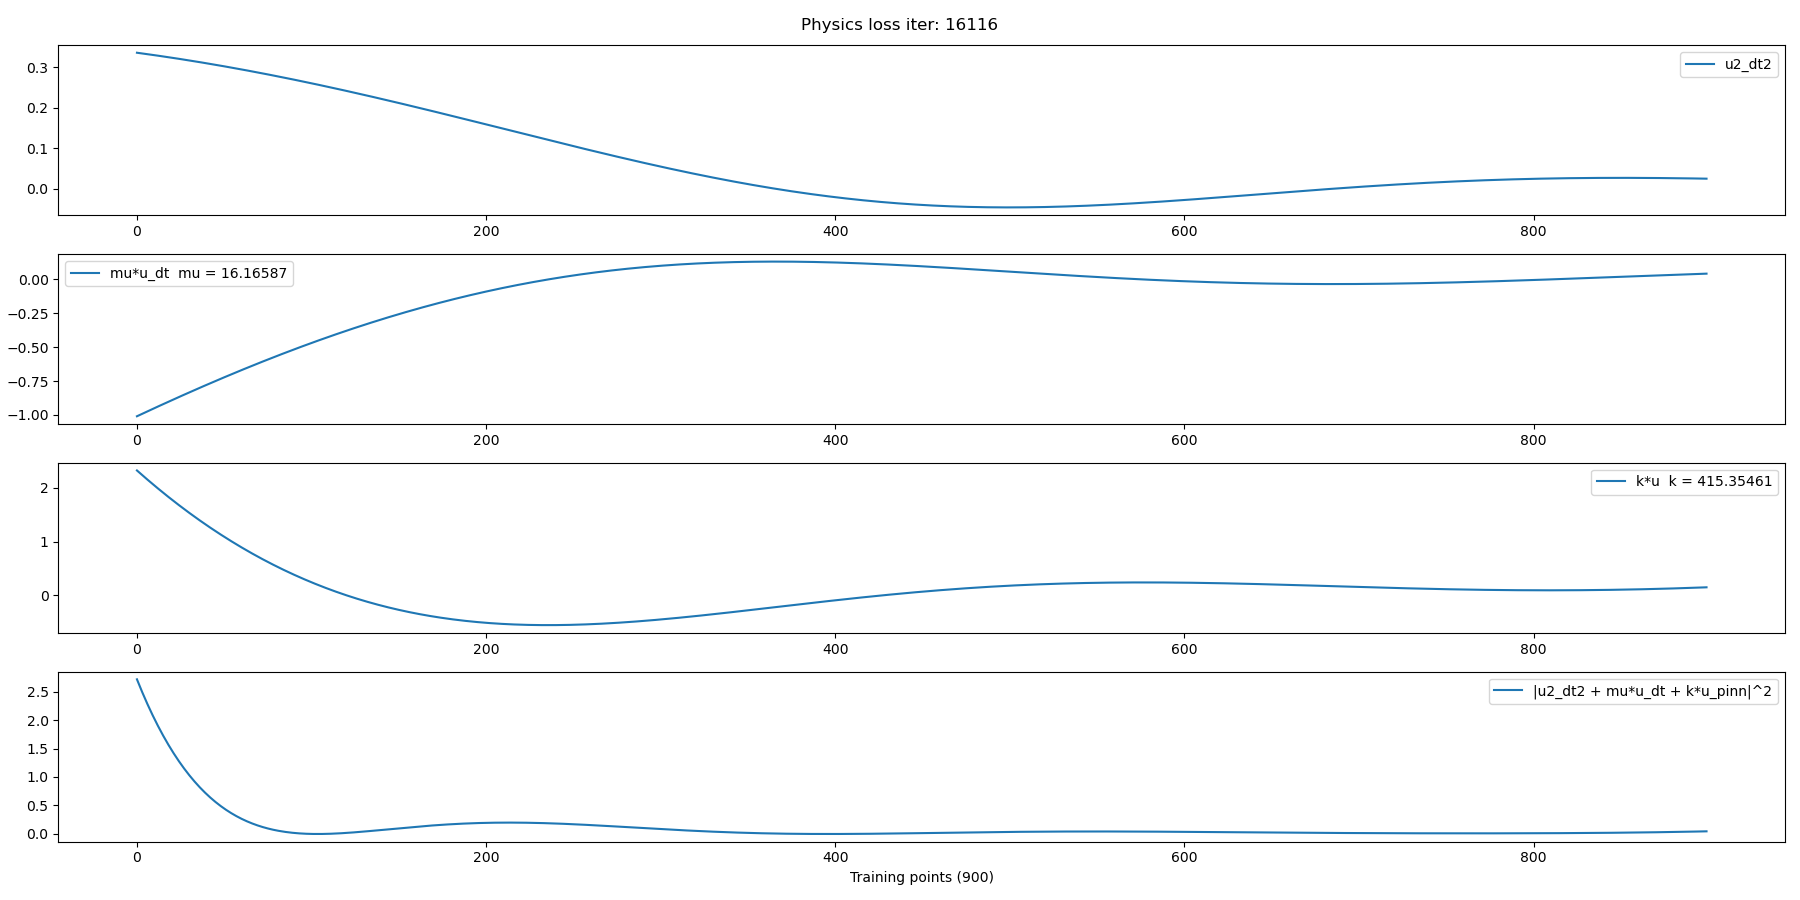 Physics loss iter: 16116
0.3
0.2
0.1
0.0
u2_dt2
0 200 400 600 800
0.00
−0.25
−0.50
−0.75
−1.00
mu*u_dt  mu = 16.16587
0 200 400 600 800
2
1
0
k*u  k = 415.35461
0 200 400 600 800
2.5
2.0
1.5
1.0
0.5
0.0
|u2_dt2 + mu*u_dt + k*u_pinn|^2
0 200 400 600 800
Training points (900)